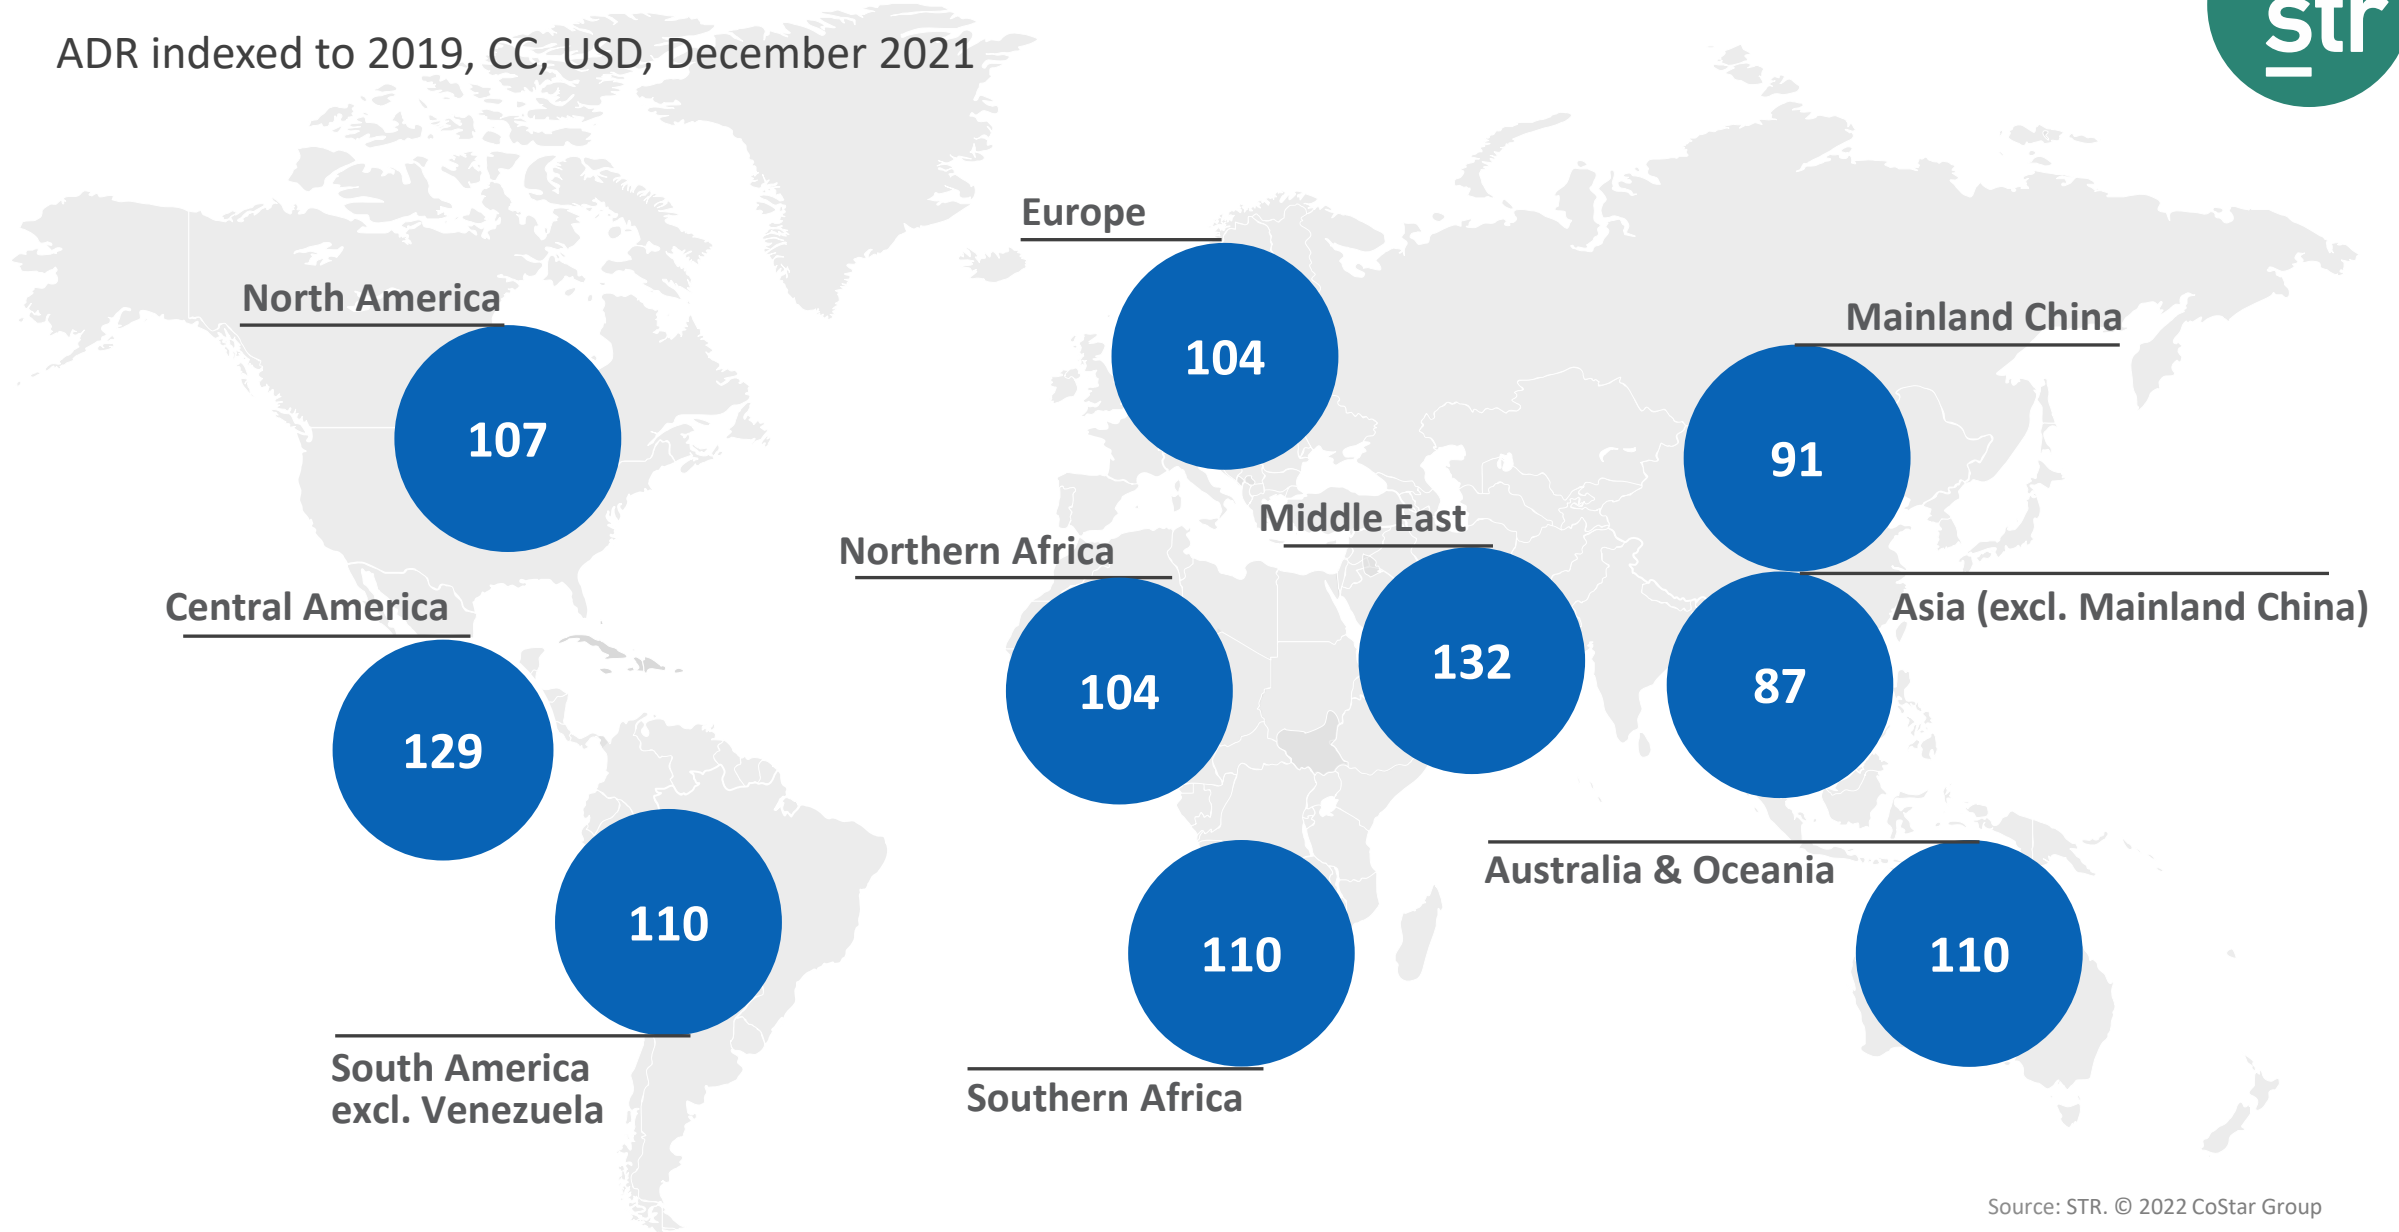 ADR indexed to 2019, CC, USD, December 2021
str
Europe
104
North America
107
Mainland China
91
Middle East
132
Northern Africa
104
Central America
129
Asia (excl. Mainland China)
87
Australia & Oceania
110
South America
excl. Venezuela
110
Southern Africa
110
Source: STR. © 2022 CoStar Group